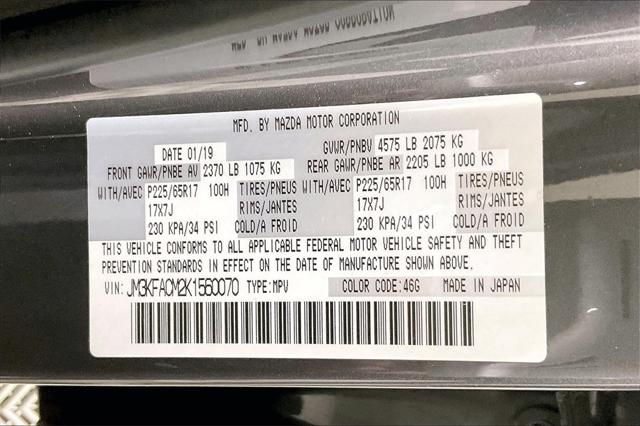 MFD. BY MAZDA MOTOR CORPORATION
DATE 01/19 GVWR/PNBV 4575 LB 2075 KG
FRONT GAWR/PNBE AV 2370 LB 1075 KG REAR GAWR/PNBE AR 2205 LB 1000 KG
WITH/AVEC P225/65R17 100H TIRES/PNEUS WITH/AVEC P225/65R17 100H TIRES/PNEUS
17X7J RIMS/JANTES 17X7J RIMS/JANTES
230 KPA/34 PSI COLD/A FROID 230 KPA/34 PSI COLD/A FROID
THIS VEHICLE CONFORMS TO ALL APPLICABLE FEDERAL MOTOR VEHICLE SAFETY AND THEFT
PREVENTION STANDARDS IN EFFECT ON THE DATE OF MANUFACTURE SHOWN ABOVE.
VIN: JM3KFACM2K1560070 TYPE: MPV COLOR CODE: 46G MADE IN JAPAN